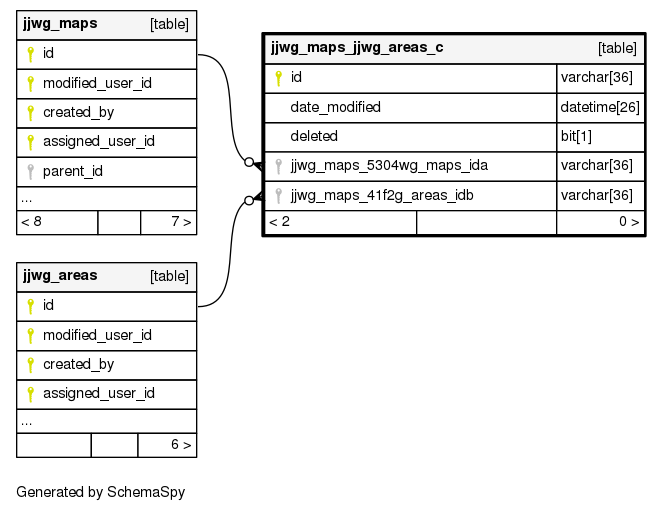 jjwg_maps [table]
id
modified_user_id
created_by
assigned_user_id
parent_id
...
< 8 7 >
jjwg_maps_jjwg_areas_c [table]
id varchar[36]
date_modified datetime[26]
deleted bit[1]
jjwg_maps_5304wg_maps_ida varchar[36]
jjwg_maps_41f2g_areas_idb varchar[36]
< 2 0 >
jjwg_areas [table]
id
modified_user_id
created_by
assigned_user_id
...
6 >
Generated by SchemaSpy